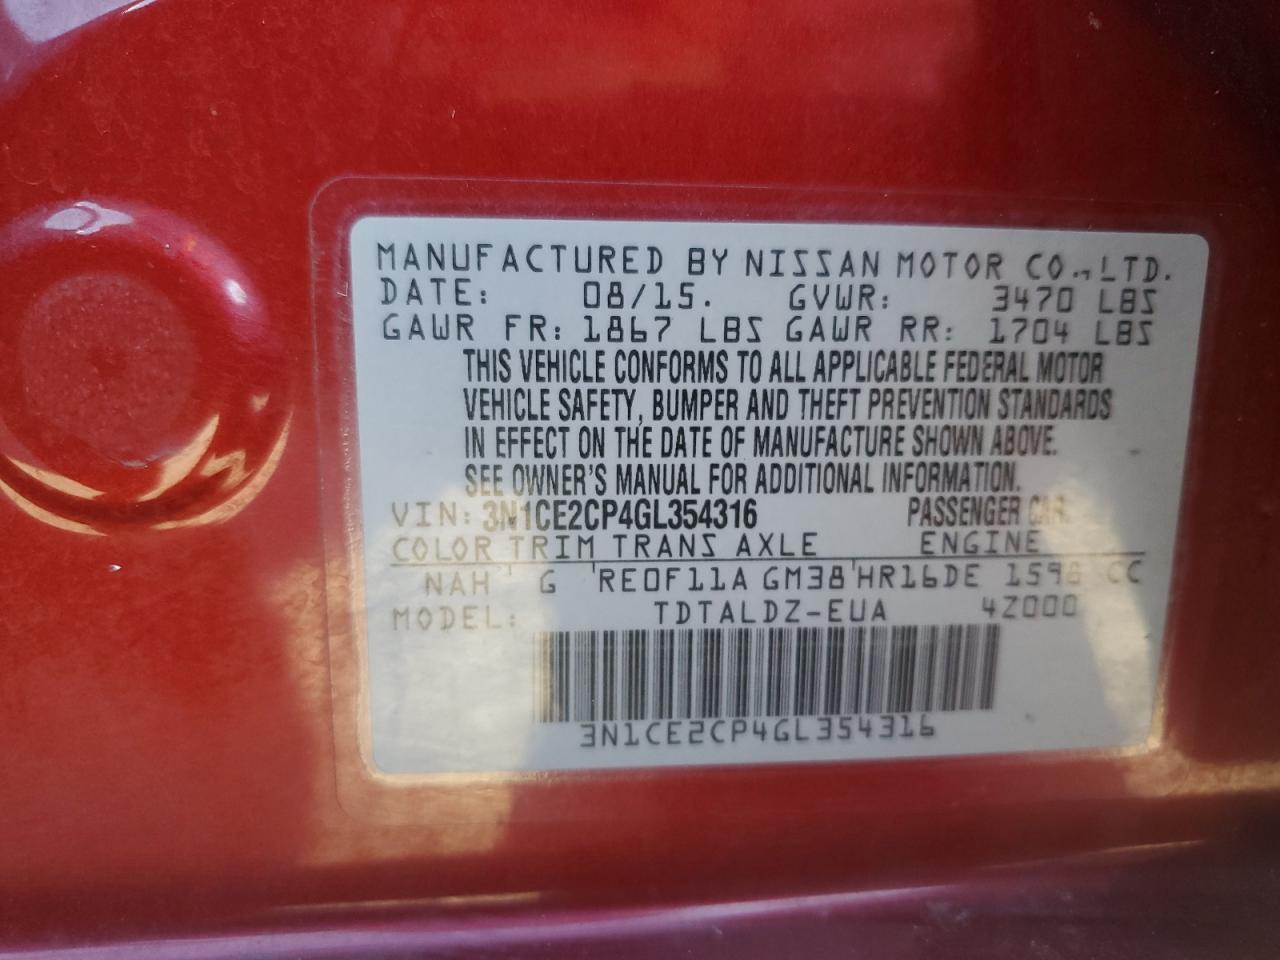 MANUFACTURED BY NISSAN MOTOR CO.,LTD.
DATE: 08/15. GVWR: 3470 LBS
GAWR FR: 1867 LBS GAWR RR: 1704 LBS
THIS VEHICLE CONFORMS TO ALL APPLICABLE FEDERAL MOTOR
VEHICLE SAFETY, BUMPER AND THEFT PREVENTION STANDARDS
IN EFFECT ON THE DATE OF MANUFACTURE SHOWN ABOVE.
SEE OWNER'S MANUAL FOR ADDITIONAL INFORMATION.
VIN: 3N1CE2CP4GL354316 PASSENGER CAR
COLOR TRIM TRANS AXLE ENGINE
NAH G RE0F11A GM38 HR16DE 1598 CC
MODEL: TDTALDZ-EUA 4Z000
3N1CE2CP4GL354316